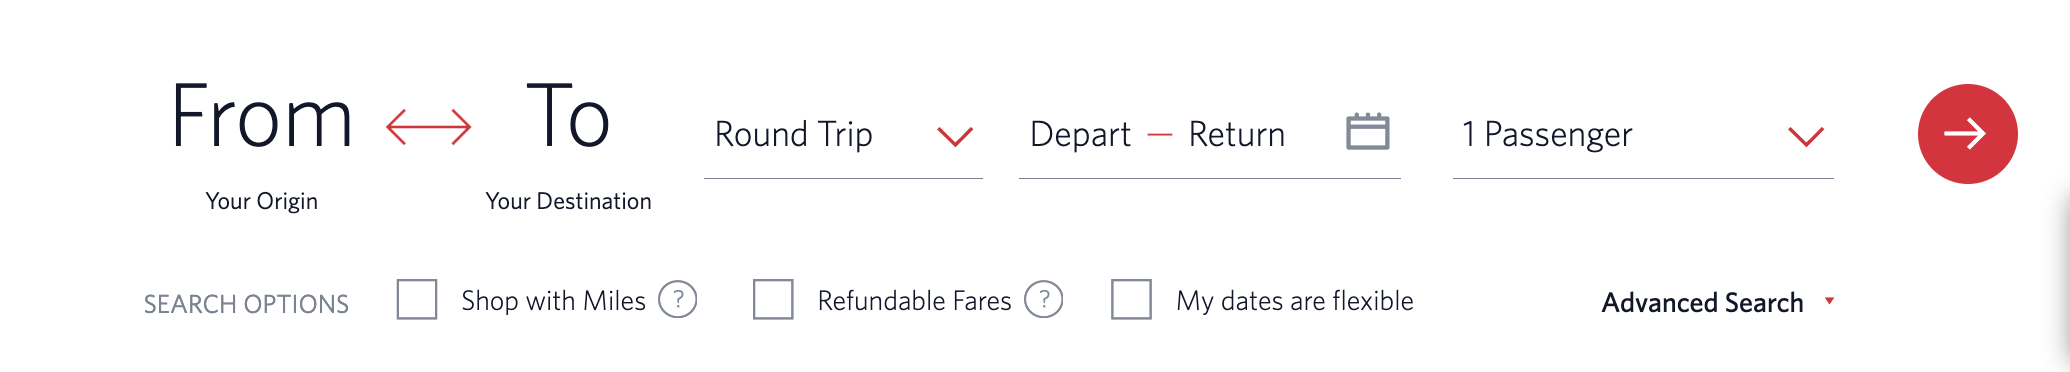 From To Round Trip Depart — Return 1 Passenger
Your Origin Your Destination
SEARCH OPTIONS Shop with Miles ? Refundable Fares ? My dates are flexible Advanced Search